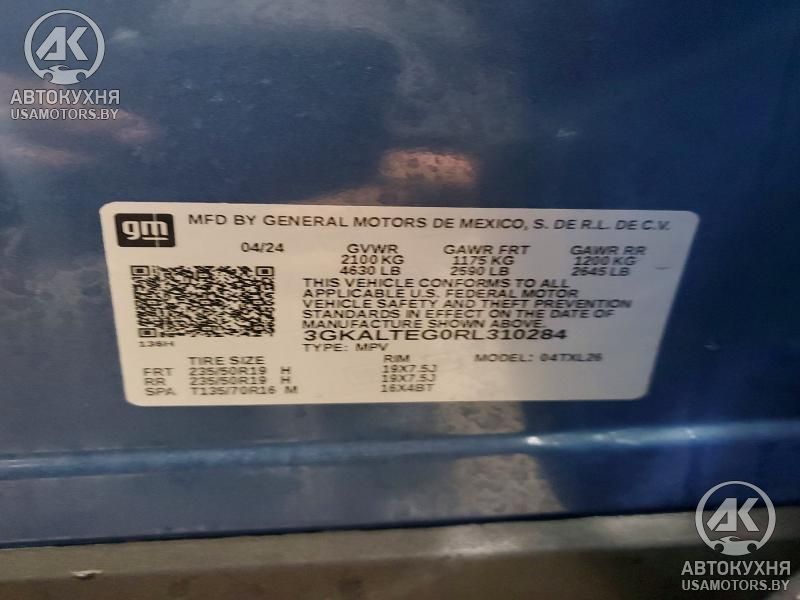 AK
АВТОКУХНЯ
USAMOTORS.BY
gm
MFD BY GENERAL MOTORS DE MEXICO, S. DE R.L. DE C.V.
04/24 GVWR GAWR FRT GAWR RR
2100 KG 1175 KG 1200 KG
4630 LB 2590 LB 2645 LB
THIS VEHICLE CONFORMS TO ALL
APPLICABLE U.S. FEDERAL MOTOR
VEHICLE SAFETY AND THEFT PREVENTION
STANDARDS IN EFFECT ON THE DATE OF
MANUFACTURE SHOWN ABOVE.
3GKALTEG0RL310284
136H
TYPE: MPV MODEL: 04TXL26
TIRE SIZE RIM
FRT 235/50R19 H 19X7.5J
RR 235/50R19 H 19X7.5J
SPA T135/70R16 M 16X4BT
AK
АВТОКУХНЯ
USAMOTORS.BY